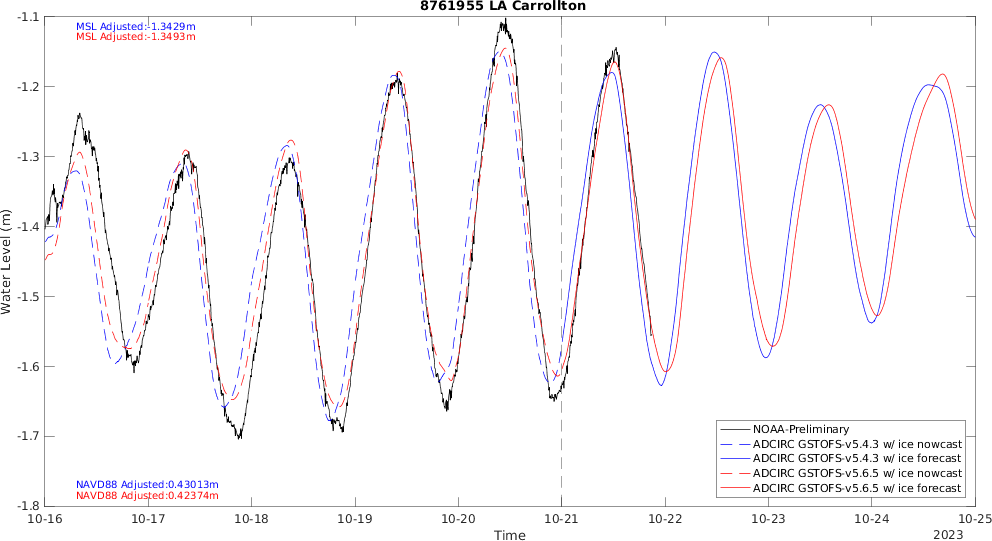 8761955 LA Carrollton
MSL Adjusted:-1.3429m
MSL Adjusted:-1.3493m
-1.1
-1.2
-1.3
-1.4
-1.5
-1.6
-1.7
-1.8
Water Level (m)
NAVD88 Adjusted:0.43013m
NAVD88 Adjusted:0.42374m
NOAA-Preliminary
ADCIRC GSTOFS-v5.4.3 w/ ice nowcast
ADCIRC GSTOFS-v5.4.3 w/ ice forecast
ADCIRC GSTOFS-v5.6.5 w/ ice nowcast
ADCIRC GSTOFS-v5.6.5 w/ ice forecast
10-16 10-17 10-18 10-19 10-20 10-21 10-22 10-23 10-24 10-25
Time
2023